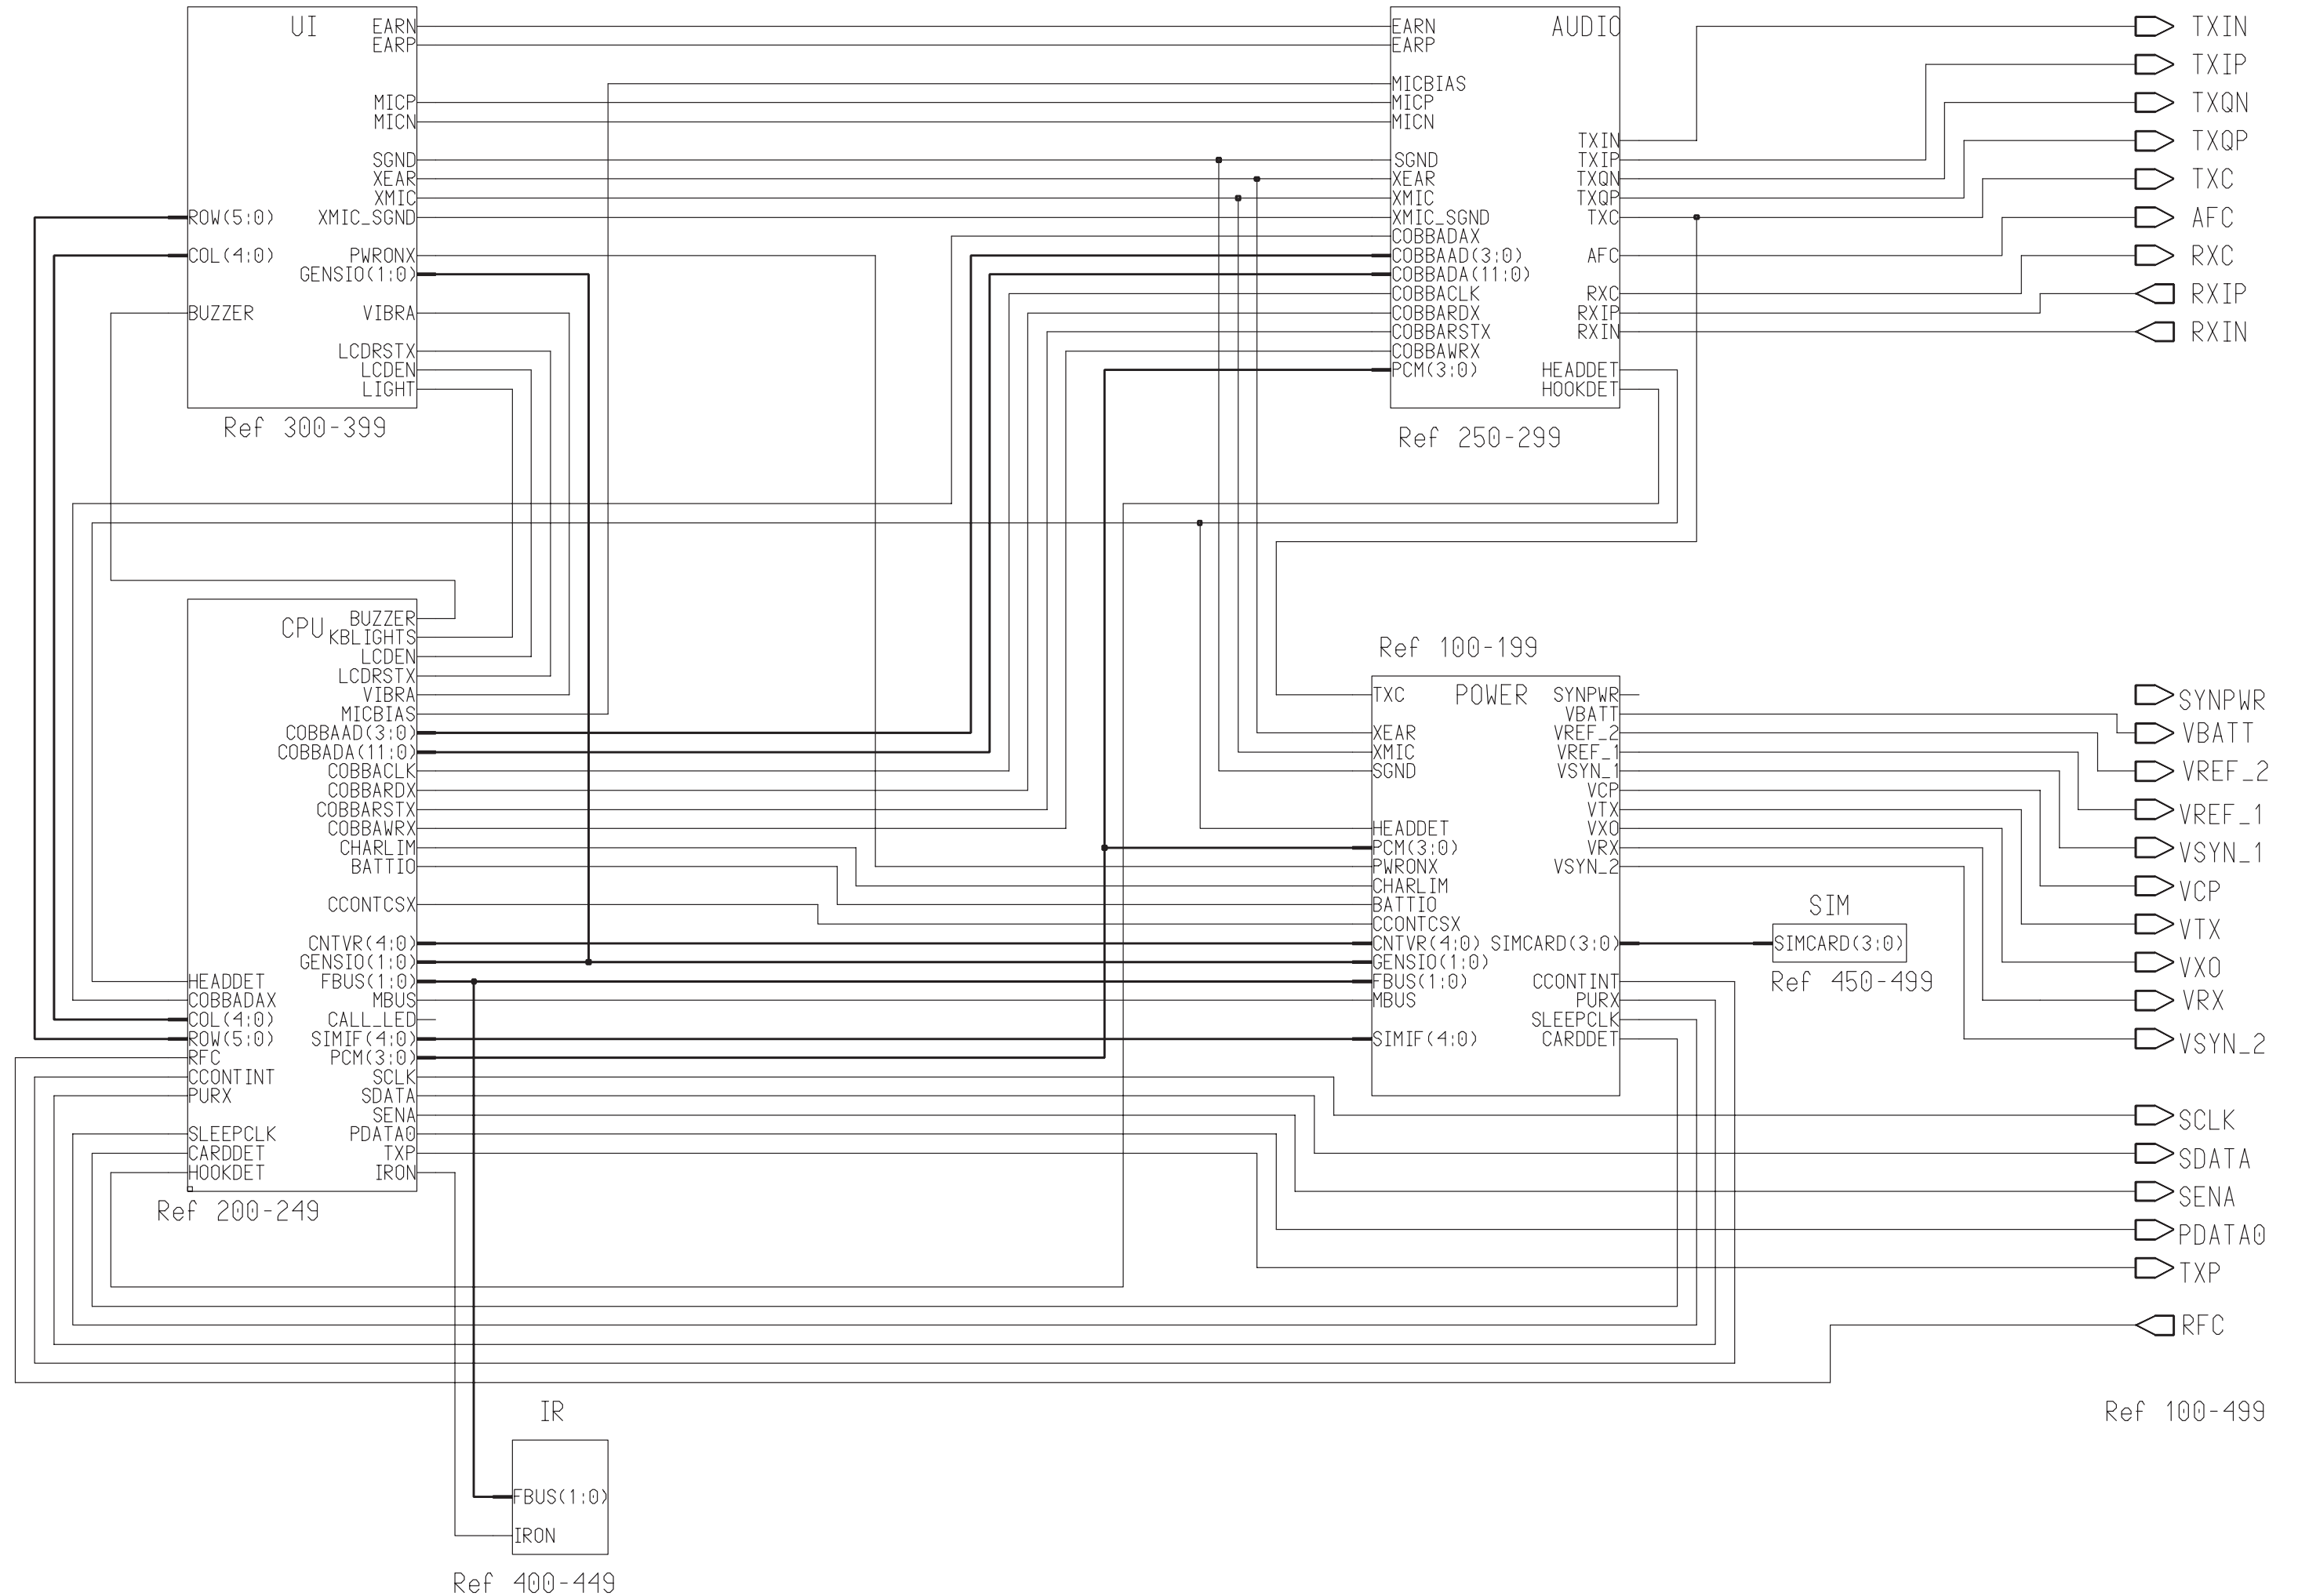 UI
EARN
EARP
MICP
MICN
SGND
XEAR
XMIC
ROW(5:0) XMIC_SGND
COL(4:0) PWRONX
GENSIO(1:0)
BUZZER VIBRA
LCDRSTX
LCDEN
LIGHT
Ref 300-399
AUDIO
EARN
EARP
MICBIAS
MICP
MICN
TXIN
SGND TXIP
XEAR TXQN
XMIC TXQP
XMIC_SGND TXC
COBBADAX
COBBAAD(3:0) AFC
COBBADA(11:0)
COBBACLK RXC
COBBARDX RXIP
COBBARSTX RXIN
COBBAWRX
PCM(3:0) HEADDET
HOOKDET
Ref 250-299
TXIN
TXIP
TXQN
TXQP
TXC
AFC
RXC
RXIP
RXIN
CPU
BUZZER
KBLIGHTS
LCDEN
LCDRSTX
VIBRA
MICBIAS
COBBAAD(3:0)
COBBADA(11:0)
COBBACLK
COBBARDX
COBBARSTX
COBBAWRX
CHARLIM
BATTIO
CCONTCSX
CNTVR(4:0)
GENSIO(1:0)
HEADDET FBUS(1:0)
COBBADAX MBUS
COL(4:0) CALL_LED
ROW(5:0) SIMIF(4:0)
RFC PCM(3:0)
CCONTINT SCLK
PURX SDATA
SENA
SLEEPCLK PDATA0
CARDDET TXP
HOOKDET IRON
Ref 200-249
Ref 100-199
TXC POWER SYNPWR
VBATT
XEAR VREF_2
XMIC VREF_1
SGND VSYN_1
VCP
VTX
HEADDET VXO
PCM(3:0) VRX
PWRONX VSYN_2
CHARLIM
BATTIO
CCONTCSX
CNTVR(4:0) SIMCARD(3:0)
GENSIO(1:0)
FBUS(1:0) CCONTINT
MBUS PURX
SLEEPCLK
SIMIF(4:0) CARDDET
SIM
SIMCARD(3:0)
Ref 450-499
SYNPWR
VBATT
VREF_2
VREF_1
VSYN_1
VCP
VTX
VXO
VRX
VSYN_2
SCLK
SDATA
SENA
PDATA0
TXP
RFC
Ref 100-499
IR
FBUS(1:0)
IRON
Ref 400-449